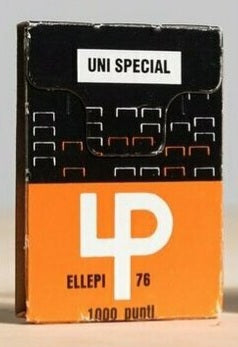 UNI SPECIAL
LP
ELLEPI 76
1000 punti